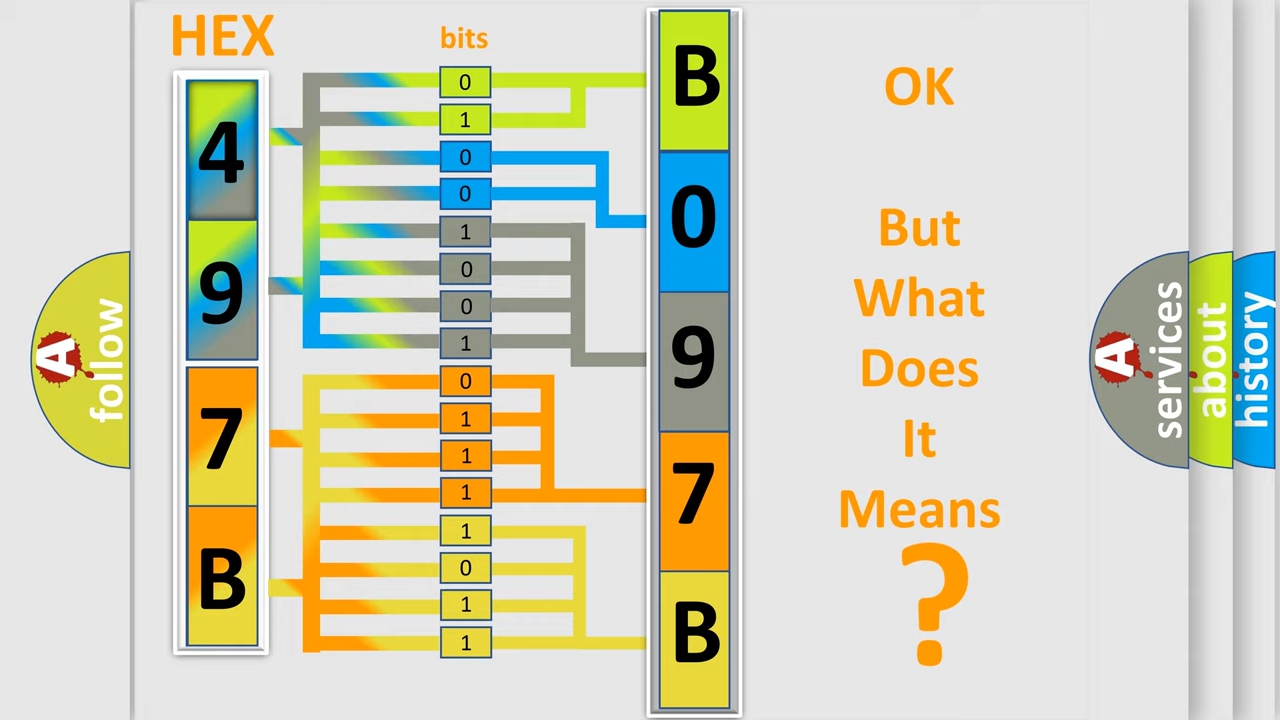 HEX
bits
4
9
7
B
0
1
0
0
1
0
0
1
0
1
1
1
1
0
1
1
B
0
9
7
B
OK
But
What
Does
It
Means
?
A
follow
A
services
about
history